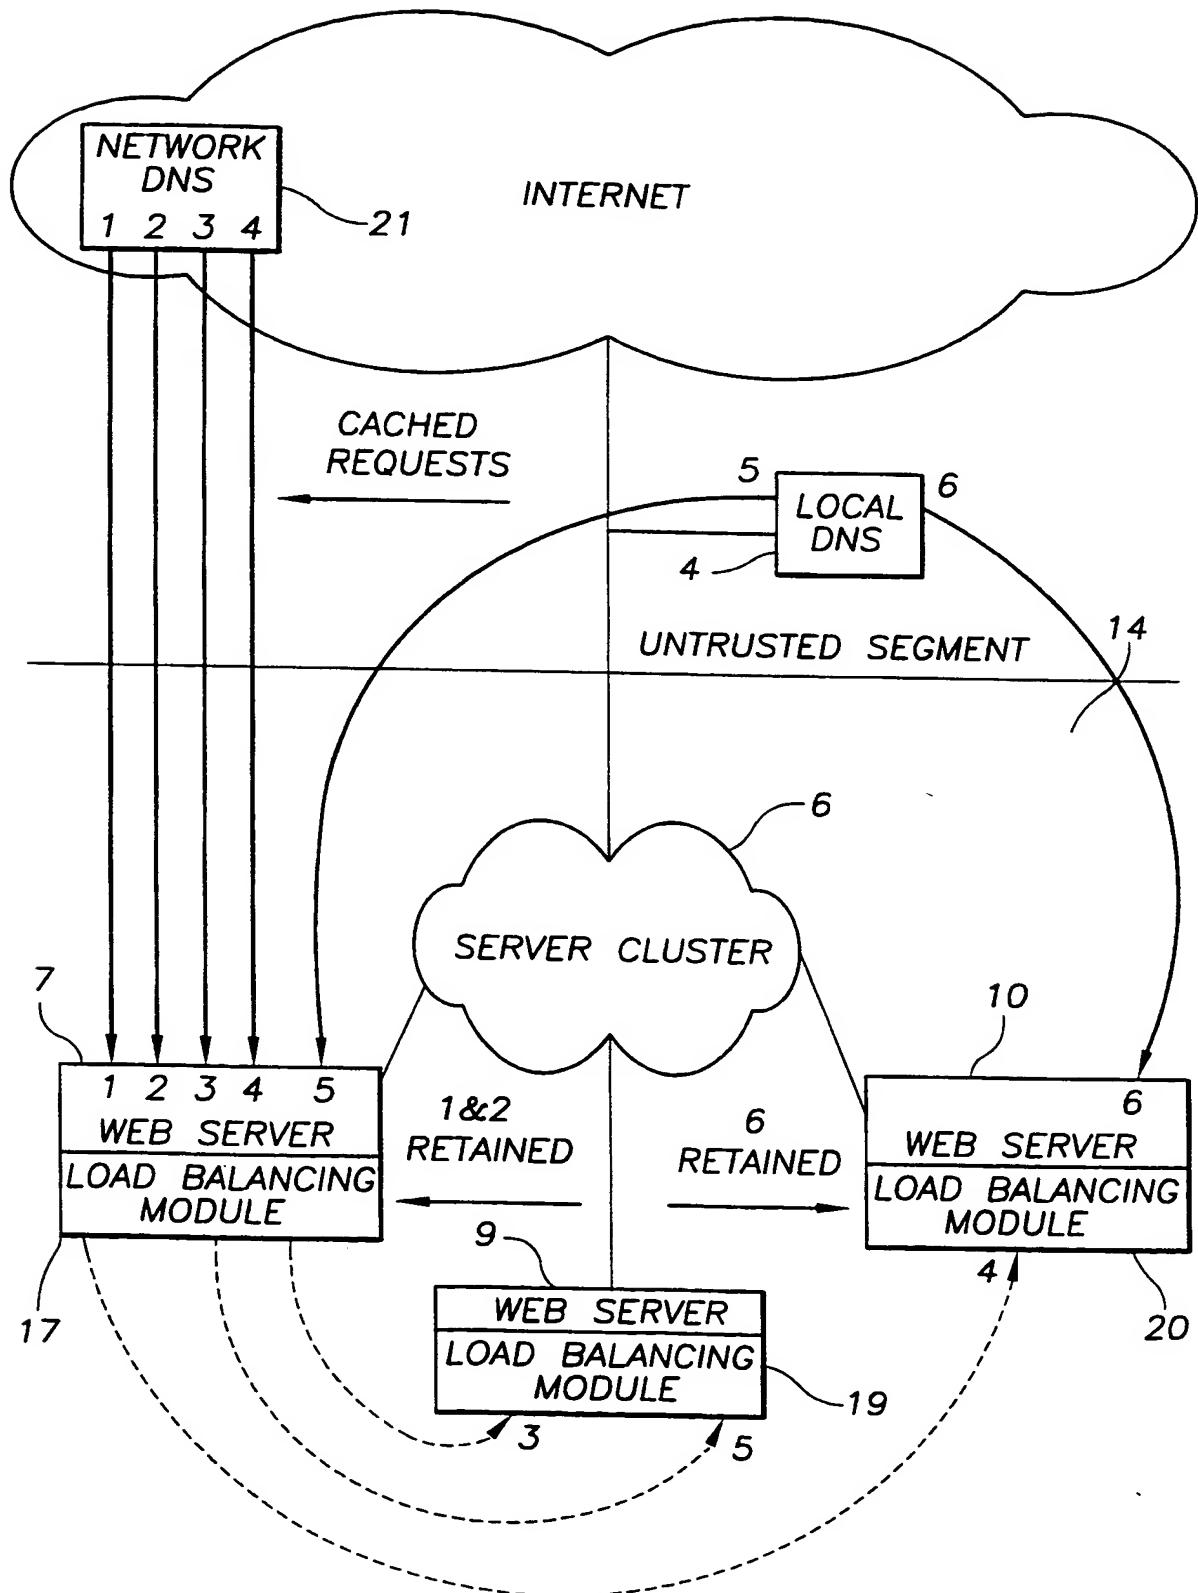 NETWORK
DNS
1 2 3 4
21
INTERNET
CACHED
REQUESTS
5
LOCAL
DNS
6
4
UNTRUSTED SEGMENT
14
6
SERVER CLUSTER
7
10
1 2 3 4 5
WEB SERVER
LOAD BALANCING
MODULE
17
1&2
RETAINED
6
RETAINED
6
WEB SERVER
LOAD BALANCING
MODULE
4
20
9
WEB SERVER
LOAD BALANCING
MODULE
19
3
5